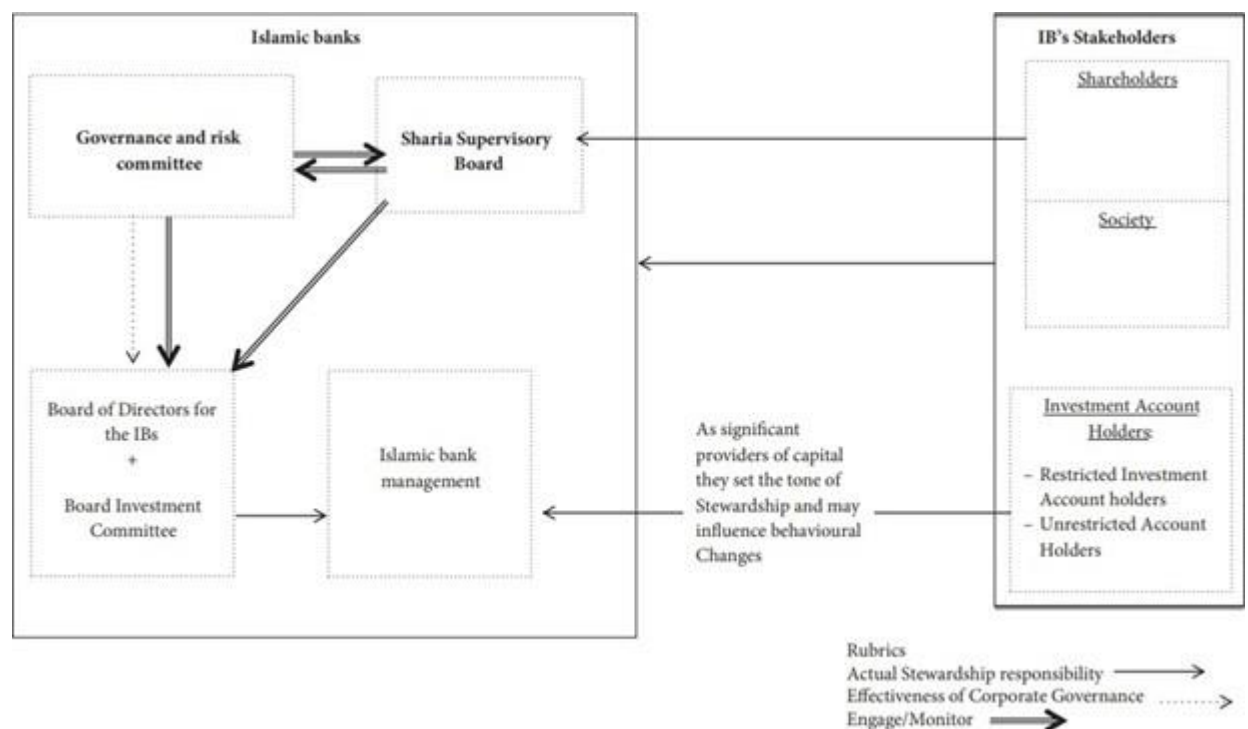 Islamic banks
Governance and risk
committee
Sharia Supervisory
Board
Board of Directors for
the IBs
+
Board Investment
Committee
Islamic bank
management
As significant
providers of capital
they set the tone of
Stewardship and may
influence behavioural
Changes
IB's Stakeholders
Shareholders
Society
Investment Account
Holders:
– Restricted Investment
Account holders
– Unrestricted Account
Holders
Rubrics
Actual Stewardship responsibility
Effectiveness of Corporate Governance
Engage/Monitor